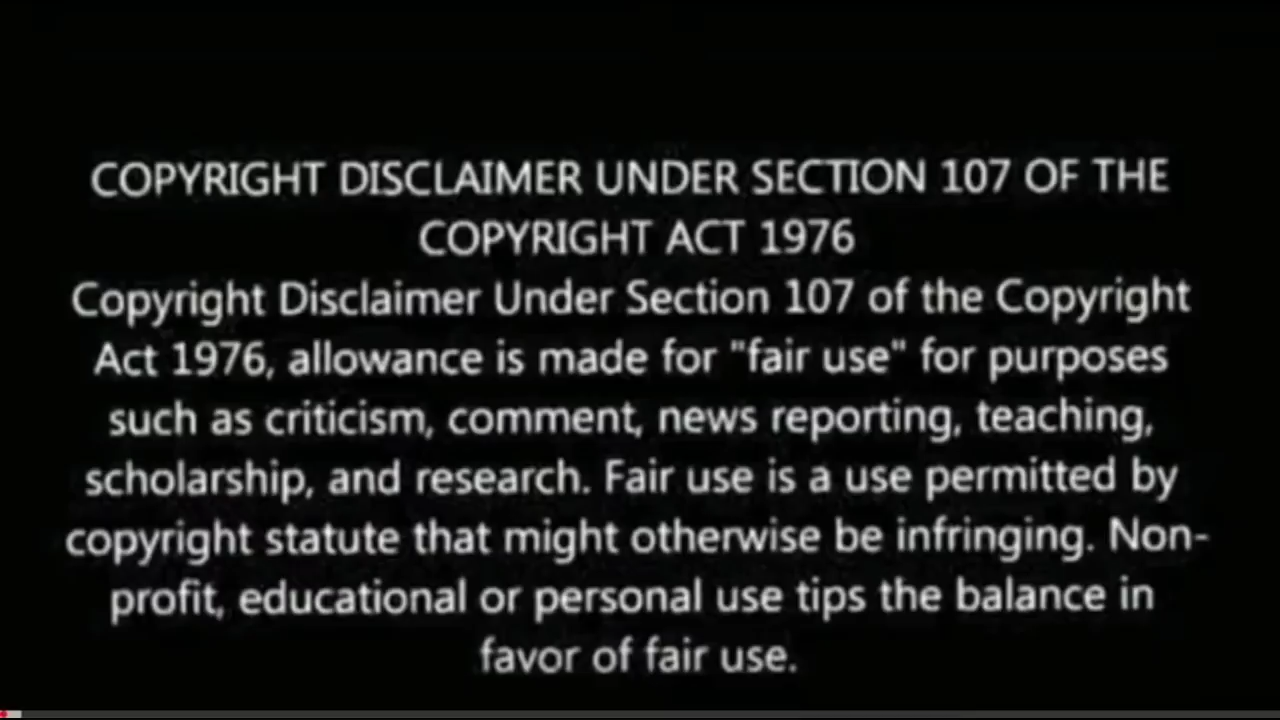 COPYRIGHT DISCLAIMER UNDER SECTION 107 OF THE
COPYRIGHT ACT 1976
Copyright Disclaimer Under Section 107 of the Copyright
Act 1976, allowance is made for "fair use" for purposes
such as criticism, comment, news reporting, teaching,
scholarship, and research. Fair use is a use permitted by
copyright statute that might otherwise be infringing. Non-
profit, educational or personal use tips the balance in
favor of fair use.